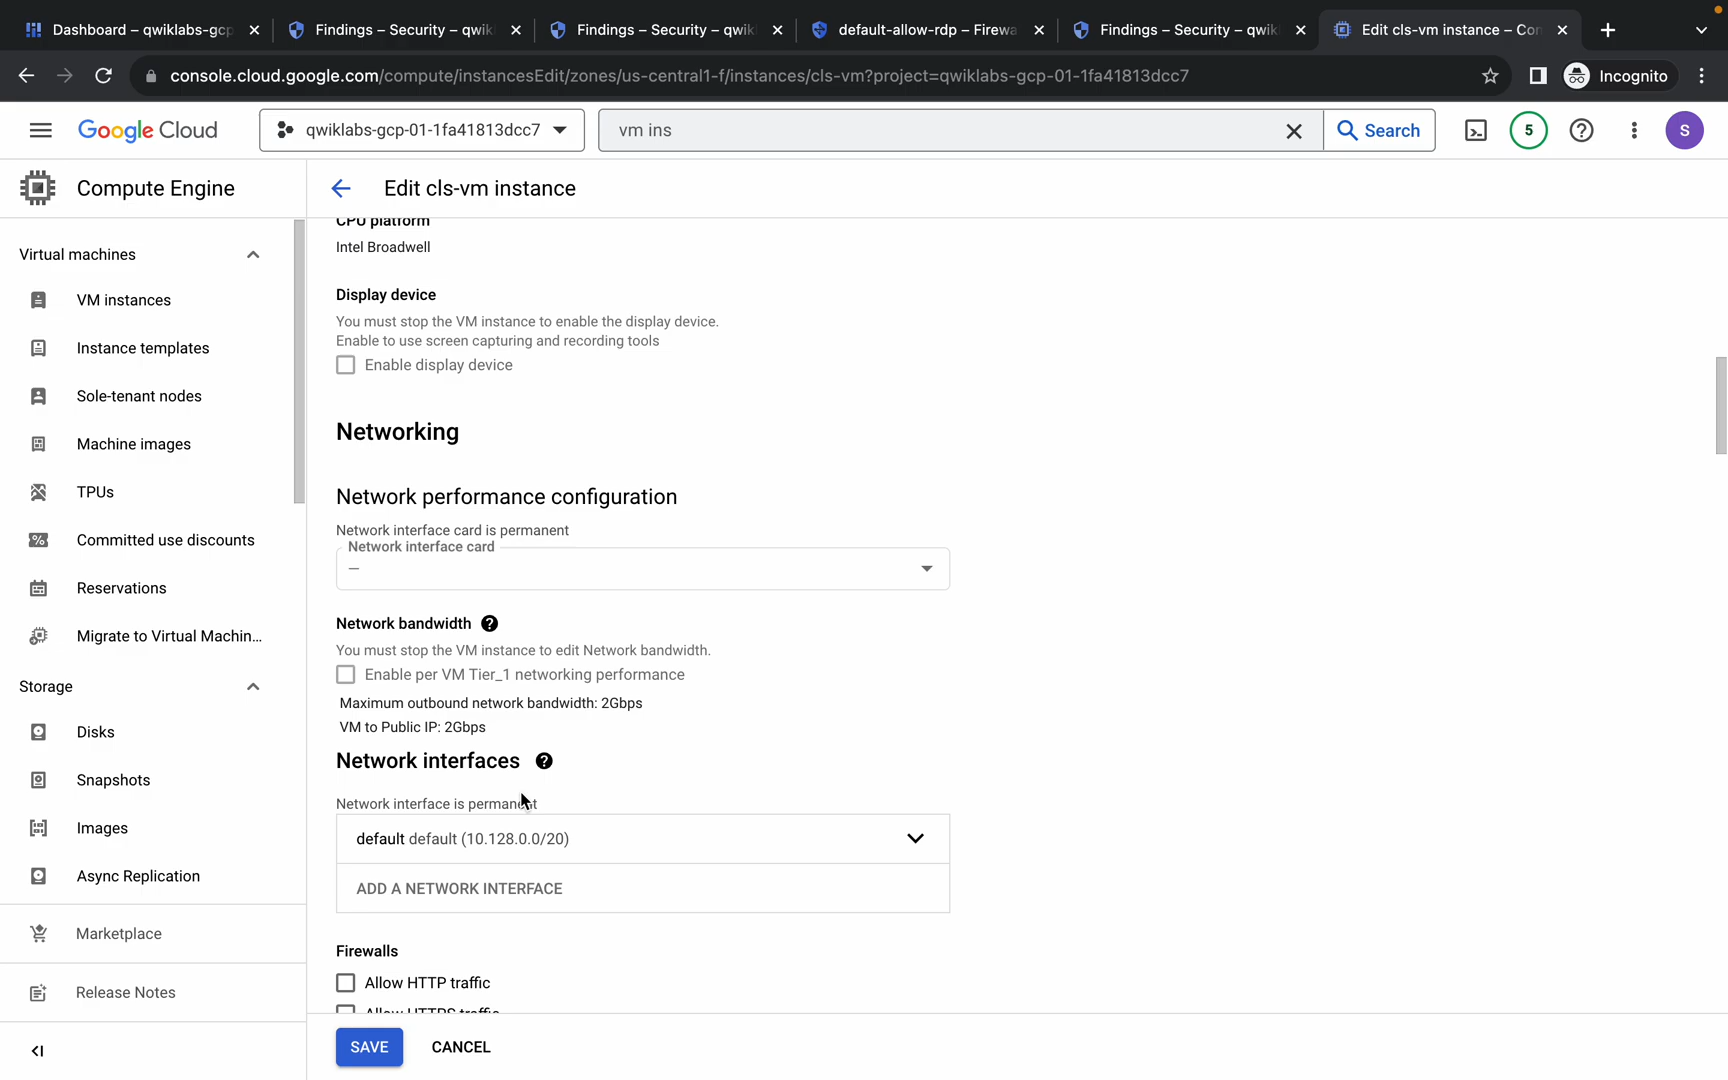 Dashboard – qwiklabs-gcp
Findings – Security – qwik
Findings – Security – qwik
default-allow-rdp – Firewa
Findings – Security – qwik
Edit cls-vm instance – Con
console.cloud.google.com/compute/instancesEdit/zones/us-central1-f/instances/cls-vm?project=qwiklabs-gcp-01-1fa41813dcc7
Incognito
Google Cloud
qwiklabs-gcp-01-1fa41813dcc7
vm ins
Search
5
S
Compute Engine
Edit cls-vm instance
Virtual machines
VM instances
Instance templates
Sole-tenant nodes
Machine images
TPUs
Committed use discounts
Reservations
Migrate to Virtual Machin...
Storage
Disks
Snapshots
Images
Async Replication
Marketplace
Release Notes
CPU platform
Intel Broadwell
Display device
You must stop the VM instance to enable the display device.
Enable to use screen capturing and recording tools
Enable display device
Networking
Network performance configuration
Network interface card is permanent
Network interface card
—
Network bandwidth
You must stop the VM instance to edit Network bandwidth.
Enable per VM Tier_1 networking performance
Maximum outbound network bandwidth: 2Gbps
VM to Public IP: 2Gbps
Network interfaces
Network interface is permanent
default default (10.128.0.0/20)
ADD A NETWORK INTERFACE
Firewalls
Allow HTTP traffic
Allow HTTPS traffic
SAVE
CANCEL